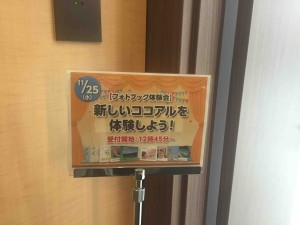 11/25
(水)
[フォトブック体験会]
新しいココアルを
体験しよう!
受付開始:12時45分~